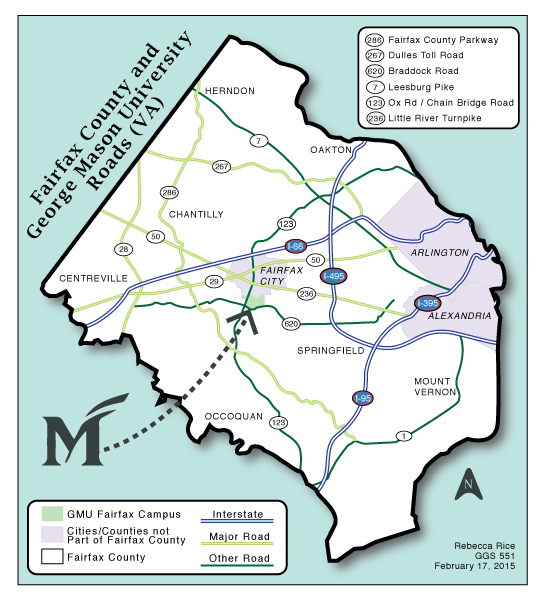 Fairfax County and
George Mason University
Roads (VA)
286 Fairfax County Parkway
267 Dulles Toll Road
620 Braddock Road
7 Leesburg Pike
123 Ox Rd / Chain Bridge Road
236 Little River Turnpike
HERNDON
OAKTON
7
267
286
CHANTILLY
123
50
28
I-66
ARLINGTON
50
FAIRFAX
CITY
I-495
CENTREVILLE
29
236
I-395
ALEXANDRIA
620
SPRINGFIELD
MOUNT
VERNON
I-95
OCCOQUAN
123
1
M
N
GMU Fairfax Campus
Cities/Counties not
Part of Fairfax County
Fairfax County
Interstate
Major Road
Other Road
Rebecca Rice
GGS 551
February 17, 2015